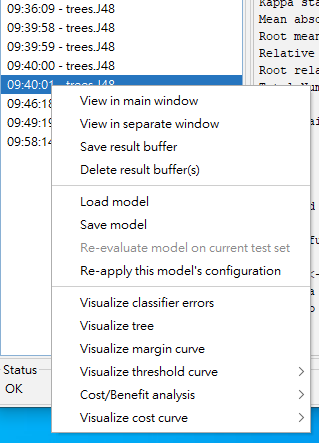 09:36:09 - trees.J48
09:39:58 - trees.J48
09:39:59 - trees.J48
09:40:00 - trees.J48
09:40:01 - trees.J48
09:46:18
09:49:19
09:58:14
Mean abso
Root mean
Relative
Root rela
View in main window
View in separate window
Save result buffer
Delete result buffer(s)
Load model
Save model
Re-evaluate model on current test set
Re-apply this model's configuration
Visualize classifier errors
Visualize tree
Visualize margin curve
Visualize threshold curve
Cost/Benefit analysis
Visualize cost curve
Status
OK